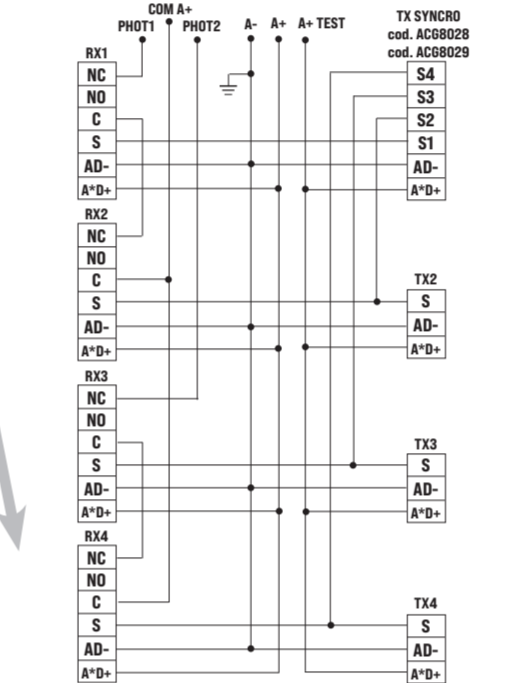 COM A+
PHOT1
PHOT2
A-
A+
A+ TEST
TX SYNCRO
cod. ACG8028
cod. ACG8029
RX1
NC
NO
C
S
AD-
A*D+
S4
S3
S2
S1
AD-
A*D+
RX2
NC
NO
C
S
AD-
A*D+
TX2
S
AD-
A*D+
RX3
NC
NO
C
S
AD-
A*D+
TX3
S
AD-
A*D+
RX4
NC
NO
C
S
AD-
A*D+
TX4
S
AD-
A*D+